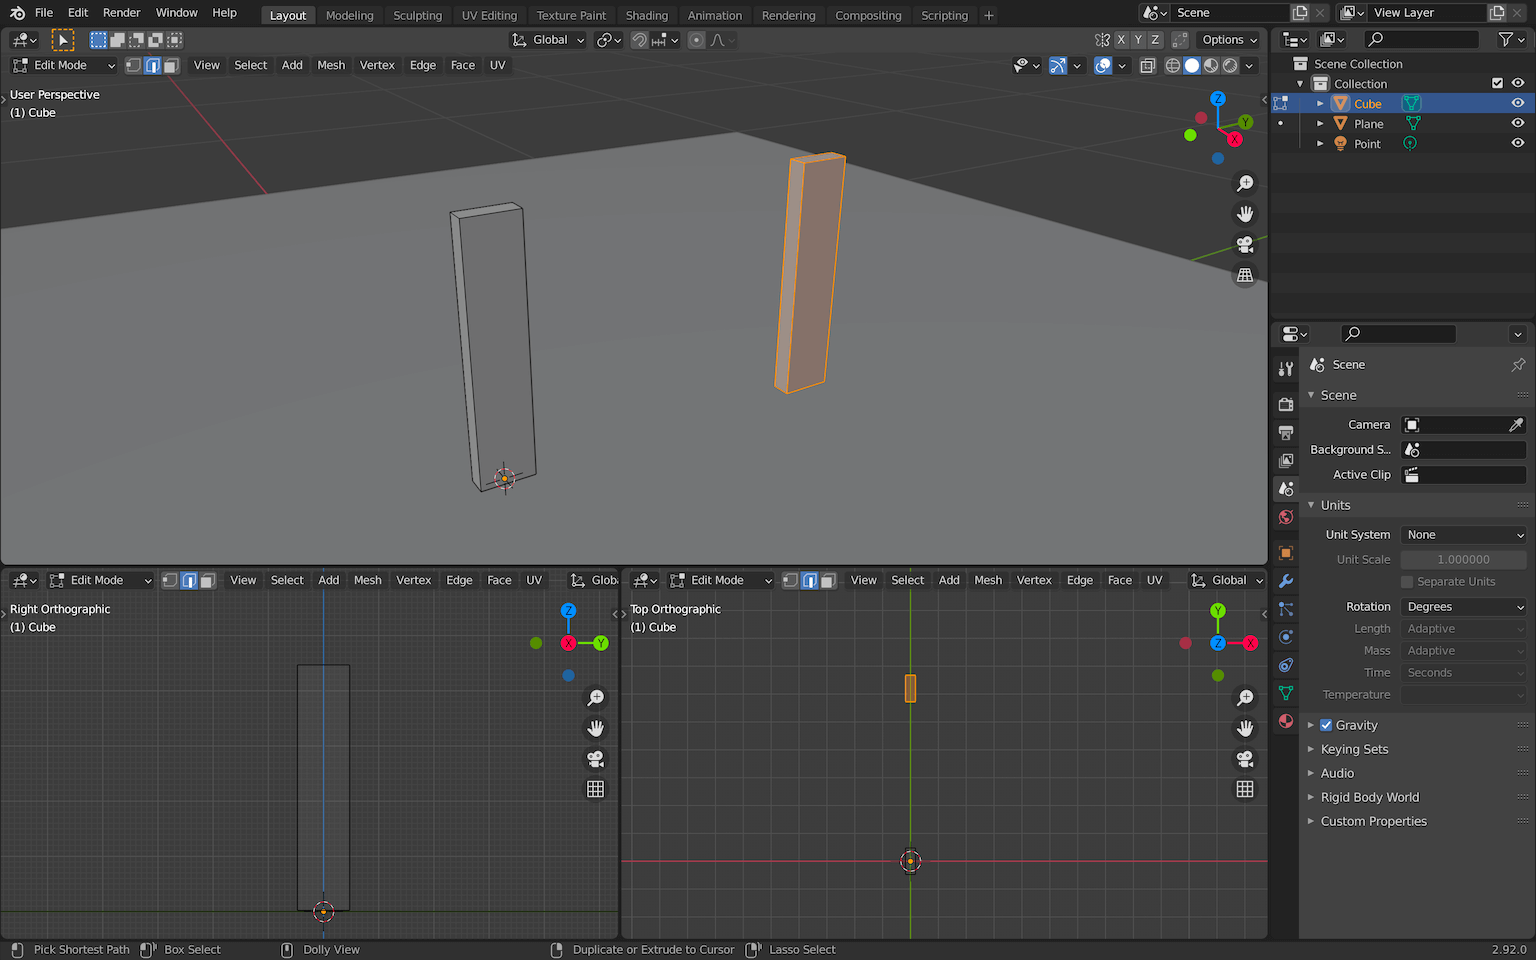 File Edit Render Window Help Layout Modeling Sculpting UV Editing Texture Paint Shading Animation Rendering Compositing Scripting + Scene View Layer
Global X Y Z Options
Edit Mode View Select Add Mesh Vertex Edge Face UV
User Perspective
(1) Cube
Z
Y
X
Scene Collection
Collection
Cube
Plane
Point
Scene
Scene
Camera
Background S...
Active Clip
Units
Unit System None
Unit Scale 1.000000
Separate Units
Rotation Degrees
Length Adaptive
Mass Adaptive
Time Seconds
Temperature
Gravity
Keying Sets
Audio
Rigid Body World
Custom Properties
Edit Mode View Select Add Mesh Vertex Edge Face UV Globa
Right Orthographic
(1) Cube
Z
X Y
Edit Mode View Select Add Mesh Vertex Edge Face UV Global
Top Orthographic
(1) Cube
Y
Z X
Pick Shortest Path Box Select Dolly View Duplicate or Extrude to Cursor Lasso Select 2.92.0